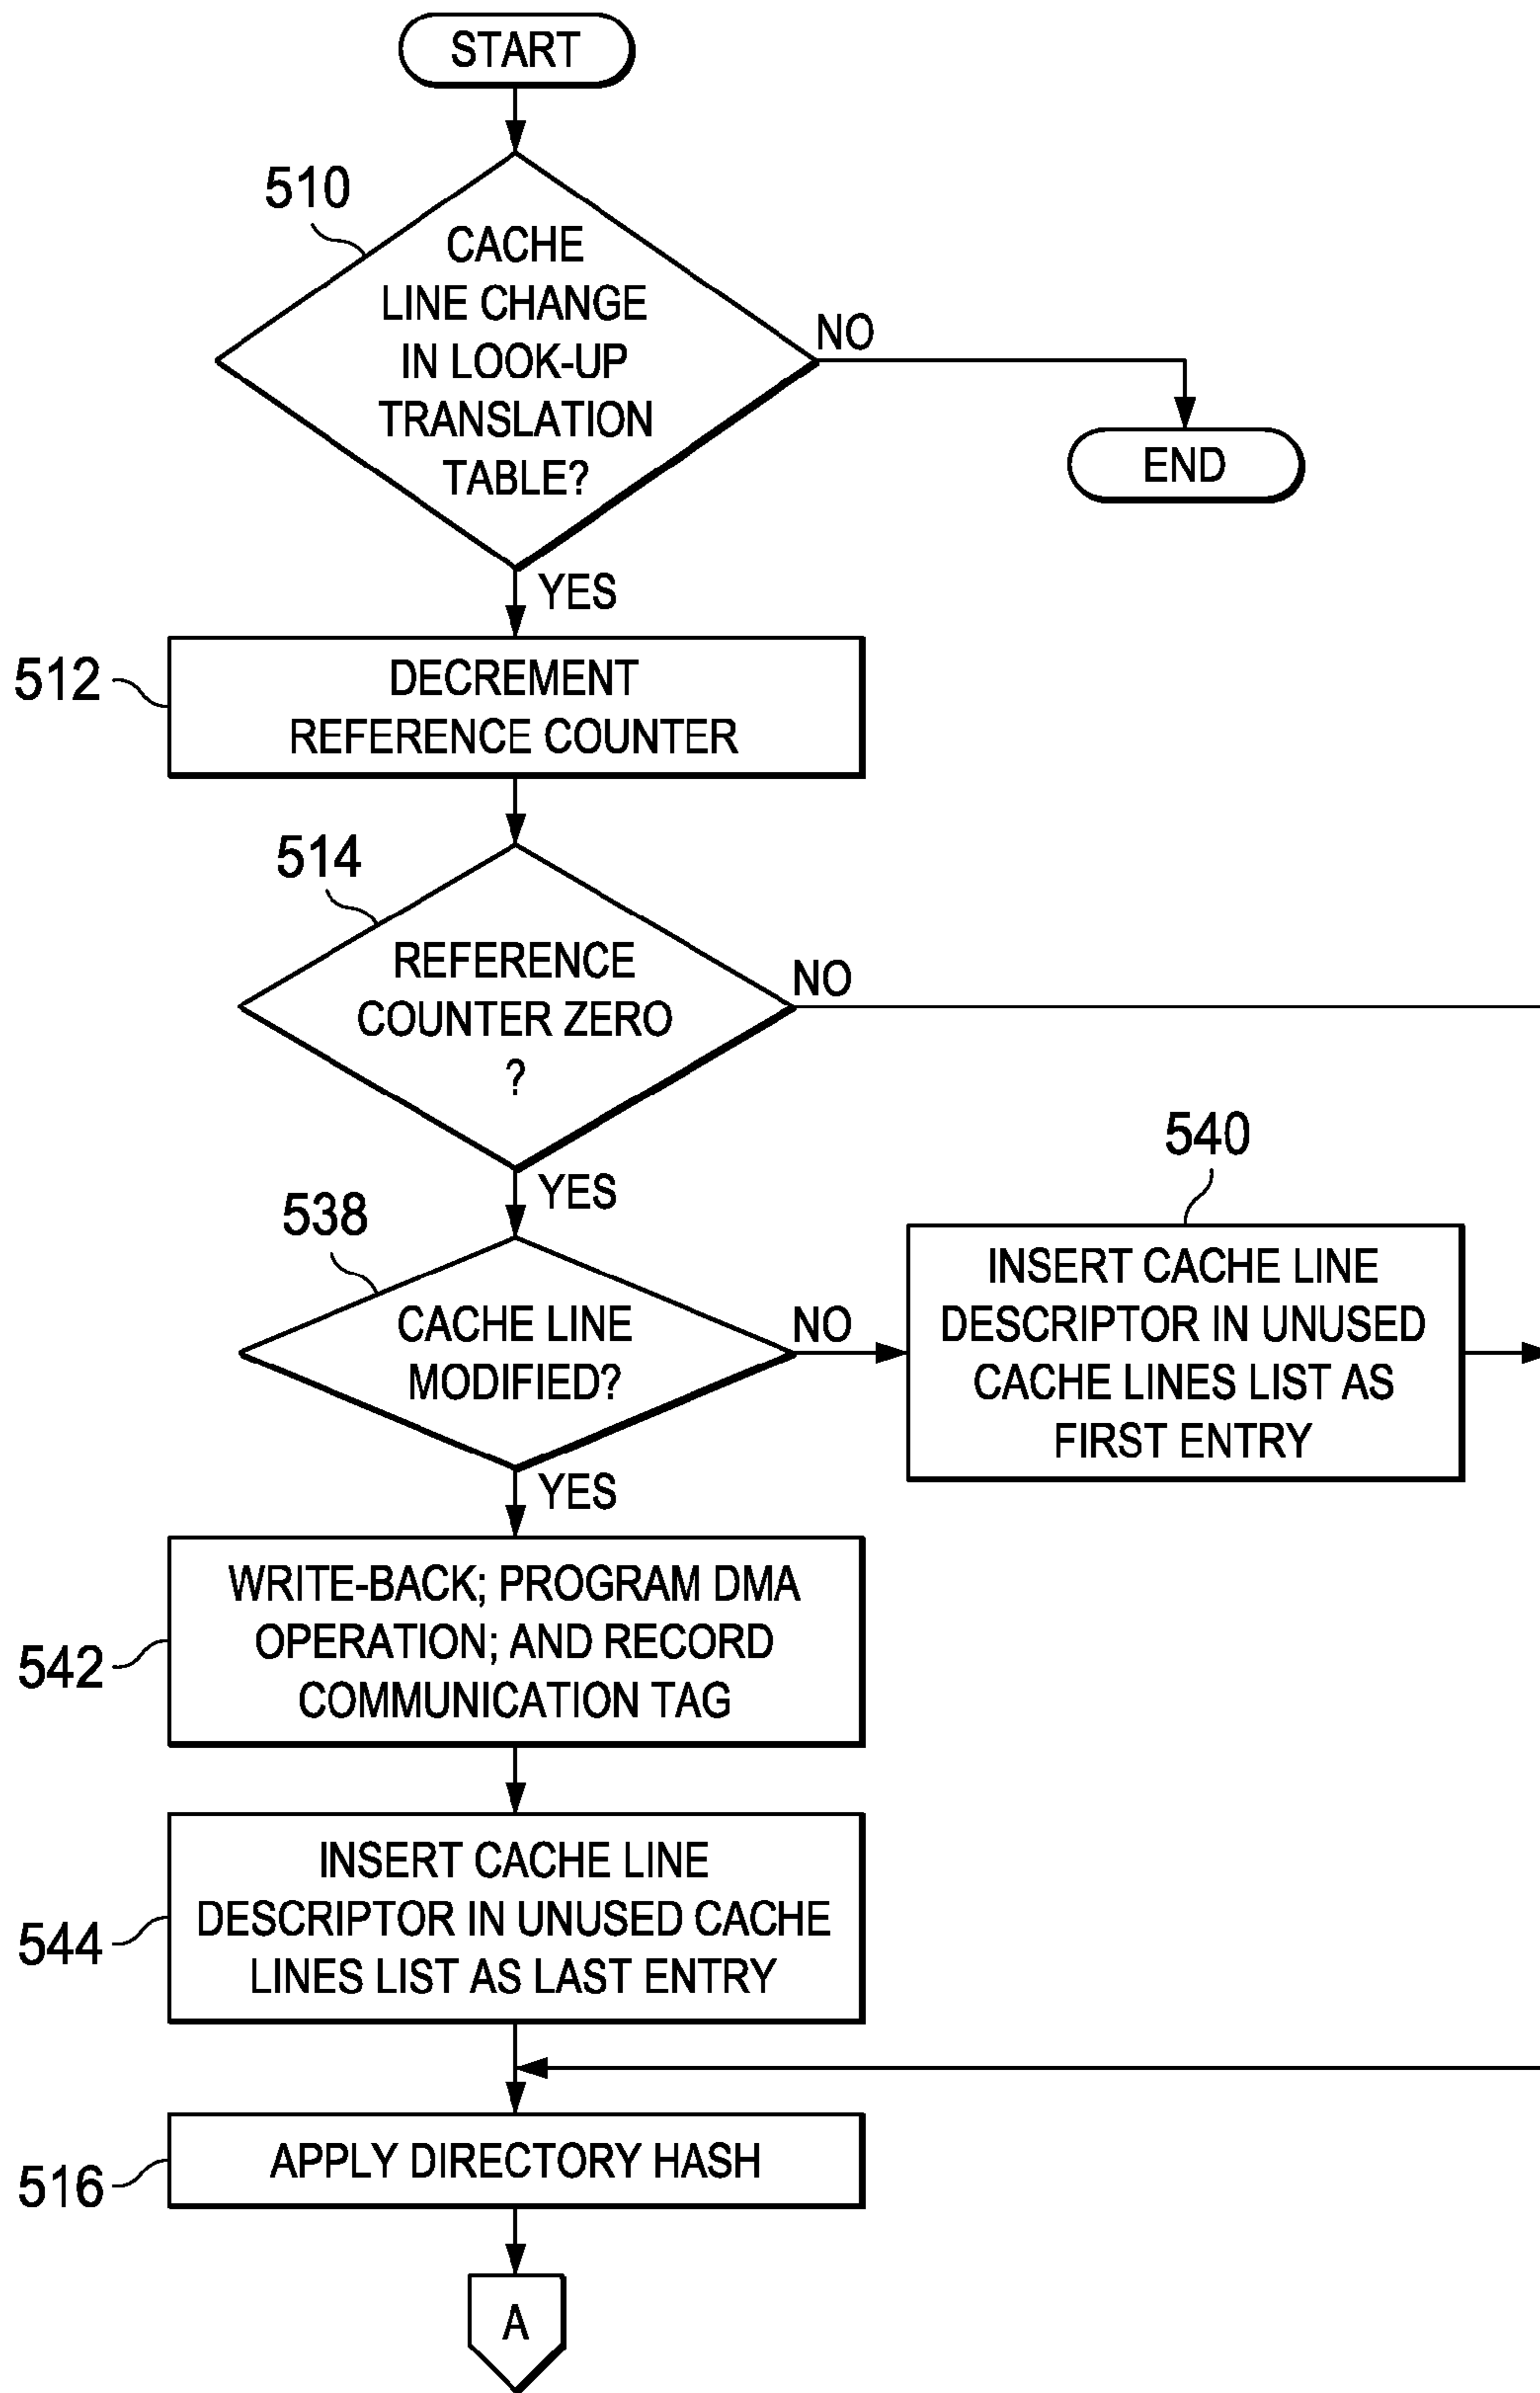 START
510
CACHE
LINE CHANGE
IN LOOK-UP
TRANSLATION
TABLE?
NO
END
YES
512
DECREMENT
REFERENCE COUNTER
514
REFERENCE
COUNTER ZERO
?
NO
YES
538
CACHE LINE
MODIFIED?
NO
540
INSERT CACHE LINE
DESCRIPTOR IN UNUSED
CACHE LINES LIST AS
FIRST ENTRY
YES
542
WRITE-BACK; PROGRAM DMA
OPERATION; AND RECORD
COMMUNICATION TAG
544
INSERT CACHE LINE
DESCRIPTOR IN UNUSED CACHE
LINES LIST AS LAST ENTRY
516
APPLY DIRECTORY HASH
A